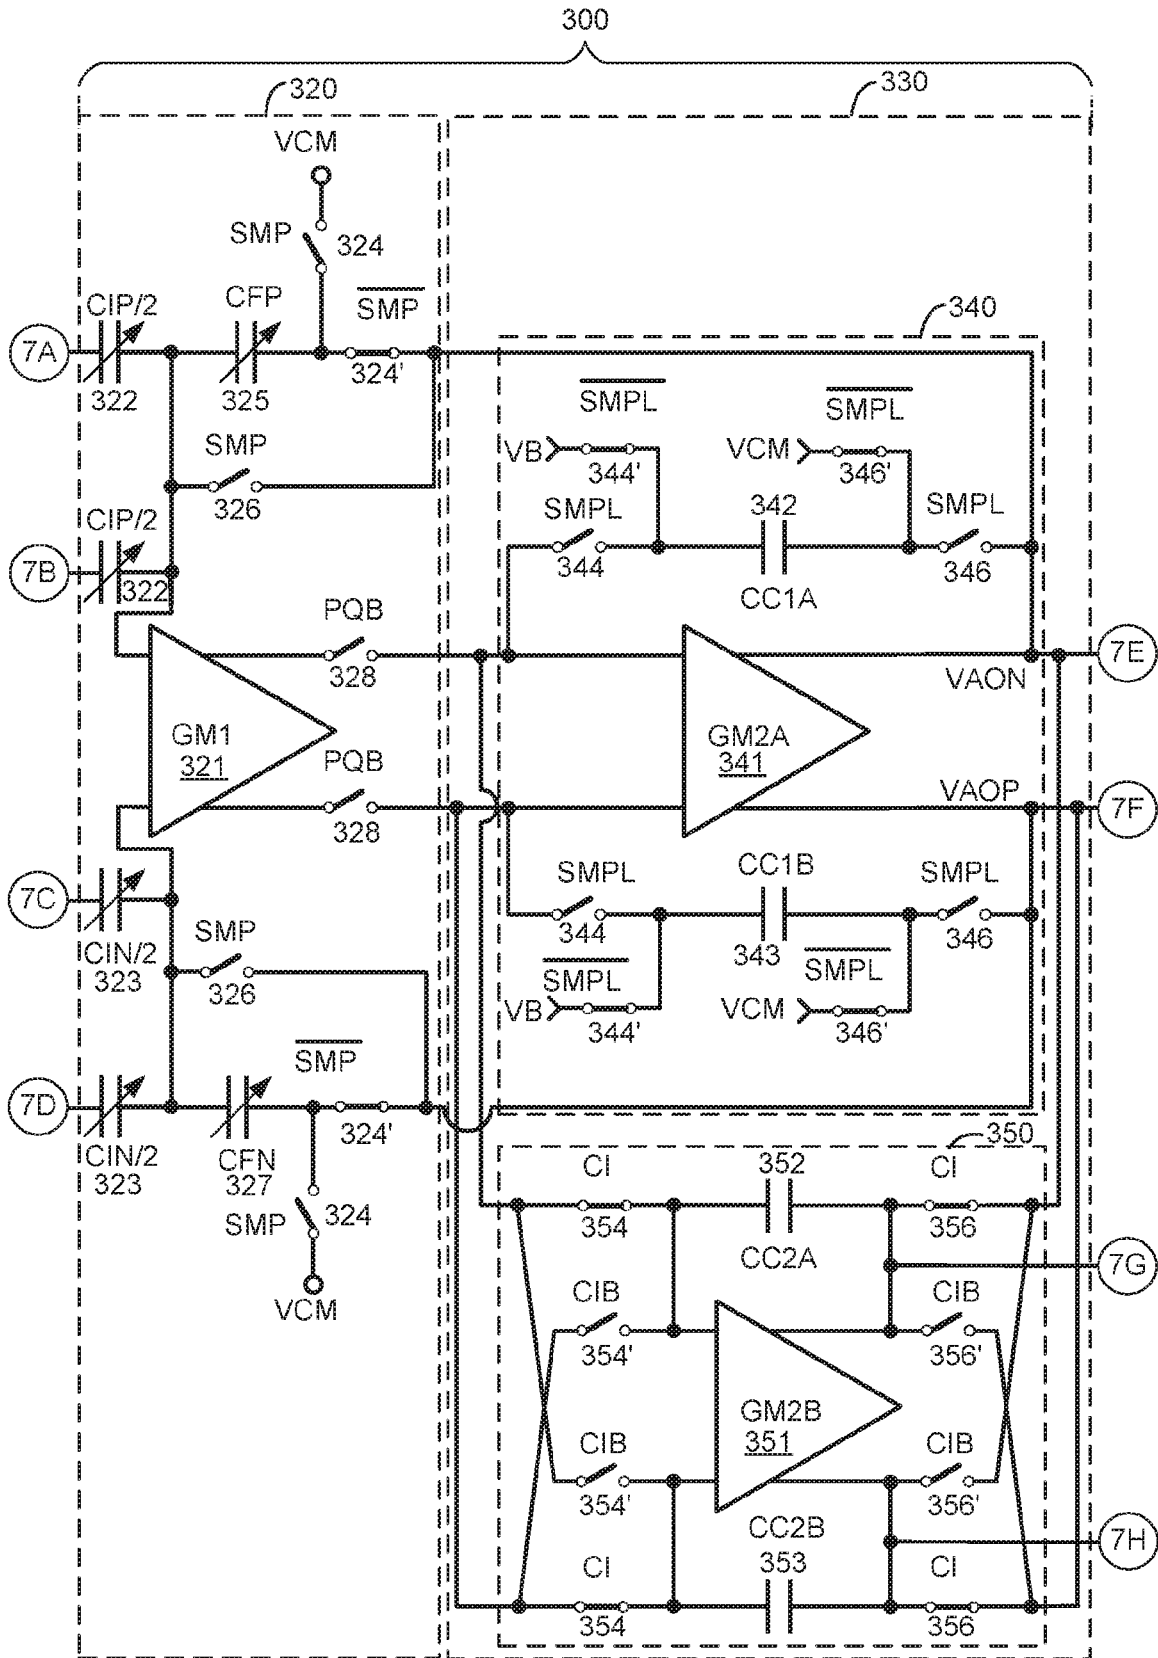 300
320
330
VCM
SMP
324
CIP/2
CFP
SMP
340
7A
322
325
324'
SMPL
SMPL
SMP
VB
344'
VCM
346'
326
SMPL
342
SMPL
CIP/2
7B
322
344
CC1A
346
PQB
328
VAON
7E
GM1
321
GM2A
341
PQB
328
VAOP
7F
7C
SMPL
CC1B
SMPL
CIN/2
323
SMP
344
343
346
326
SMPL
SMPL
VB
344'
VCM
346'
SMP
7D
324'
CIN/2
323
CFN
327
350
CI
352
CI
SMP
324
354
CC2A
356
7G
VCM
CIB
CIB
354'
356'
GM2B
351
CIB
CIB
354'
356'
CC2B
7H
CI
353
CI
354
356